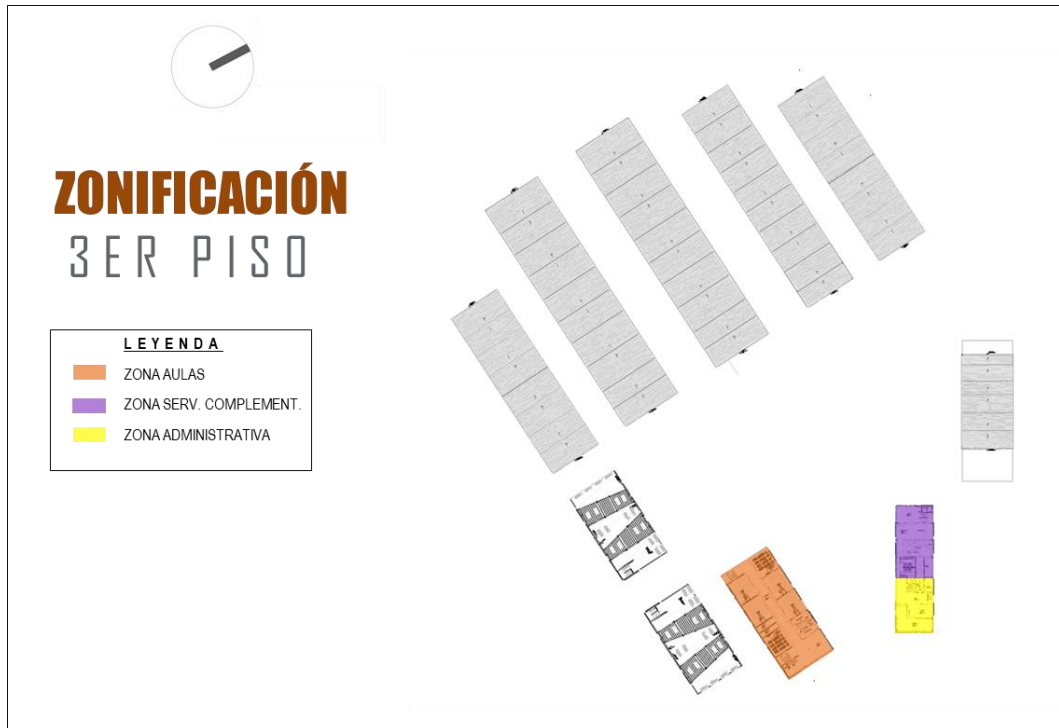 ZONIFICACIÓN
3ER PISO
LEYENDA
ZONA AULAS
ZONA SERV. COMPLEMENT.
ZONA ADMINISTRATIVA